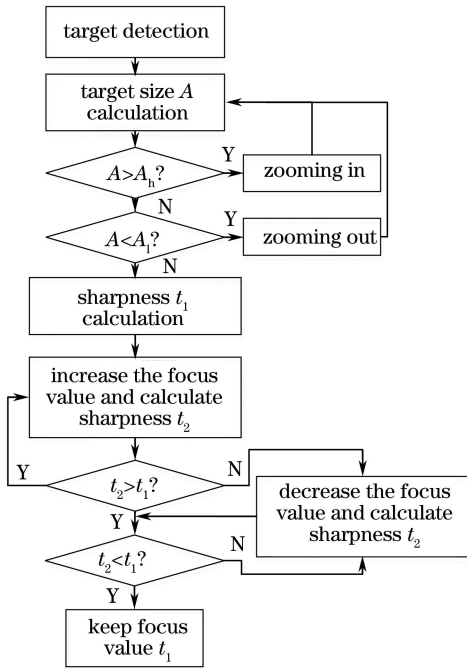 target detection
target size A
calculation
A>Aₕ?
Y
zooming in
N
A<Aₗ?
Y
zooming out
N
sharpness t₁
calculation
increase the focus
value and calculate
sharpness t₂
Y
t₂>t₁?
N
decrease the focus
value and calculate
sharpness t₂
Y
t₂<t₁?
N
Y
keep focus
value t₁